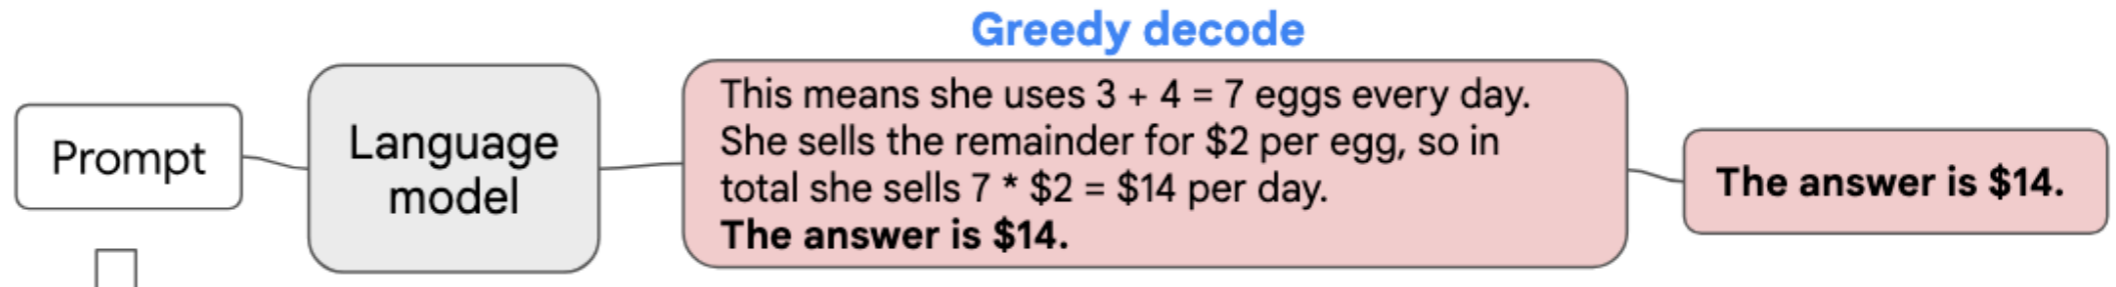 Greedy decode
Prompt
Language
model
This means she uses 3 + 4 = 7 eggs every day.
She sells the remainder for $2 per egg, so in
total she sells 7 * $2 = $14 per day.
The answer is $14.
The answer is $14.